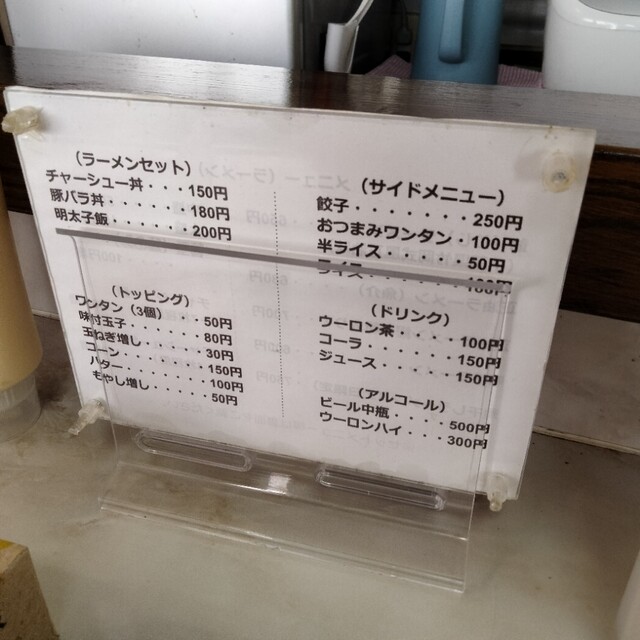 （ラーメンセット）
チャーシュー丼・・・150円
豚バラ丼・・・・・180円
明太子飯・・・・・200円
（サイドメニュー）
餃子・・・・・・・250円
おつまみワンタン・100円
半ライス・・・・・50円
ライス・・・・・・100円
（トッピング）
ワンタン（3個）・・・50円
味付玉子・・・・・・80円
玉ねぎ増し・・・・・30円
コーン・・・・・・150円
バター・・・・・・100円
もやし増し・・・・・50円
（ドリンク）
ウーロン茶・・・・100円
コーラ・・・・・・150円
ジュース・・・・・150円
（アルコール）
ビール中瓶・・・・500円
ウーロンハイ・・・300円